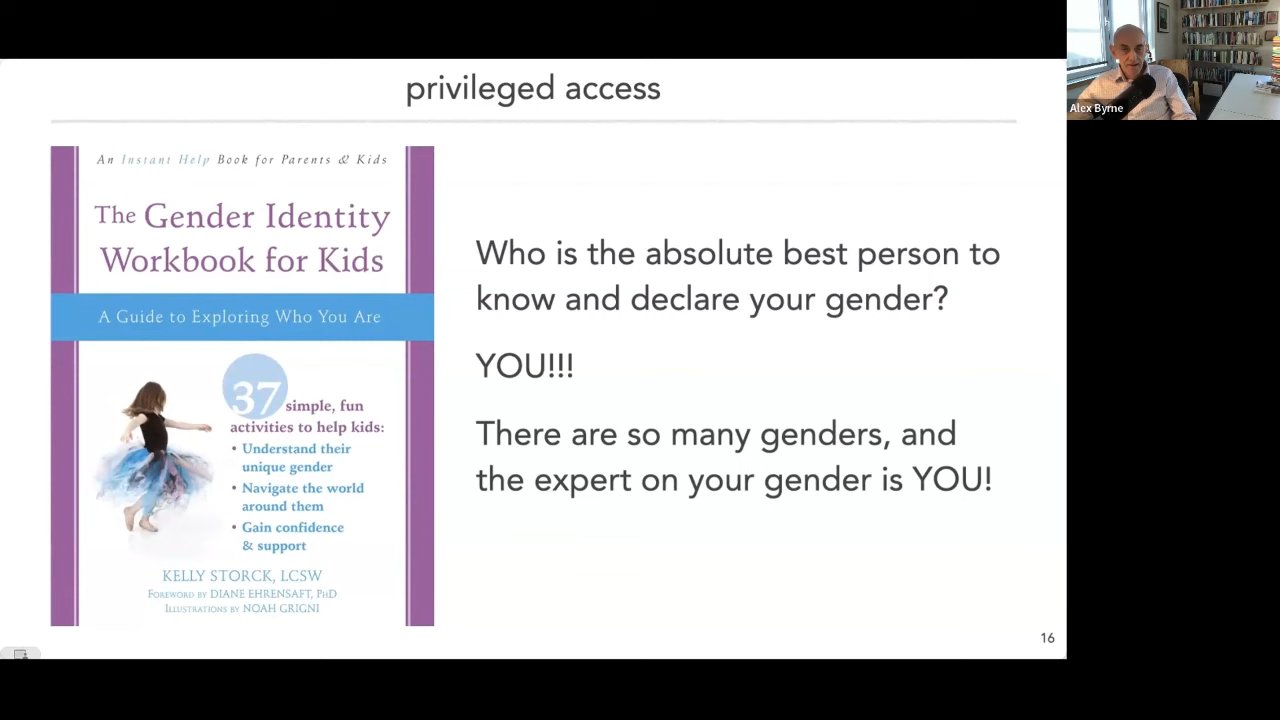 privileged access
An Instant Help Book for Parents & Kids
The Gender Identity
Workbook for Kids
A Guide to Exploring Who You Are
37 simple, fun
activities to help kids:
• Understand their
unique gender
• Navigate the world
around them
• Gain confidence
& support
KELLY STORCK, LCSW
FOREWORD BY DIANE EHRENSAFT, PHD
ILLUSTRATIONS BY NOAH GRIGNI
Who is the absolute best person to
know and declare your gender?
YOU!!!
There are so many genders, and
the expert on your gender is YOU!
16
Alex Byrne